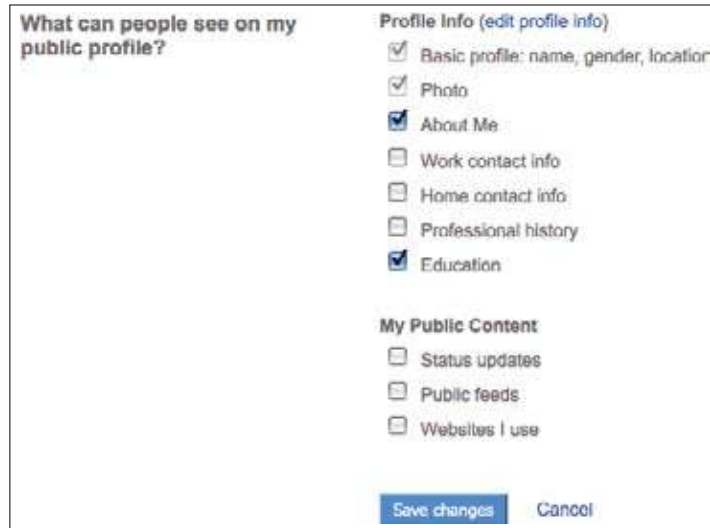 What can people see on my
public profile?
Profile Info (edit profile info)
Basic profile: name, gender, location
Photo
About Me
Work contact info
Home contact info
Professional history
Education
My Public Content
Status updates
Public feeds
Websites I use
Save changes Cancel